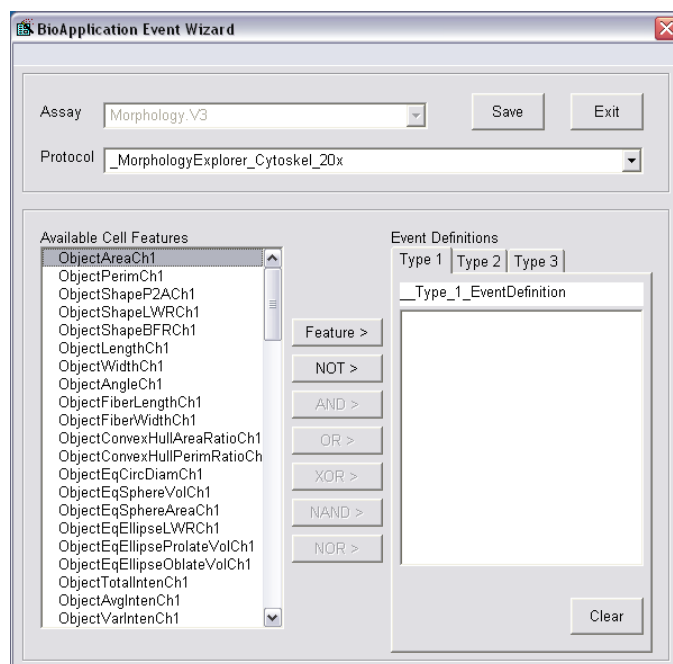 BioApplication Event Wizard
Assay
Morphology.V3
Save
Exit
Protocol
_MorphologyExplorer_Cytoskel_20x
Available Cell Features
ObjectAreaCh1
ObjectPerimCh1
ObjectShapeP2ACh1
ObjectShapeLWRCh1
ObjectShapeBFRCh1
ObjectLengthCh1
ObjectWidthCh1
ObjectAngleCh1
ObjectFiberLengthCh1
ObjectFiberWidthCh1
ObjectConvexHullAreaRatioCh1
ObjectConvexHullPerimRatioCh
ObjectEqCircDiamCh1
ObjectEqSphereVolCh1
ObjectEqSphereAreaCh1
ObjectEqEllipseLWRCh1
ObjectEqEllipseProlateVolCh1
ObjectEqEllipseOblateVolCh1
ObjectTotalIntenCh1
ObjectAvgIntenCh1
ObjectVarIntenCh1
Feature >
NOT >
AND >
OR >
XOR >
NAND >
NOR >
Event Definitions
Type 1 Type 2 Type 3
__Type_1_EventDefinition
Clear